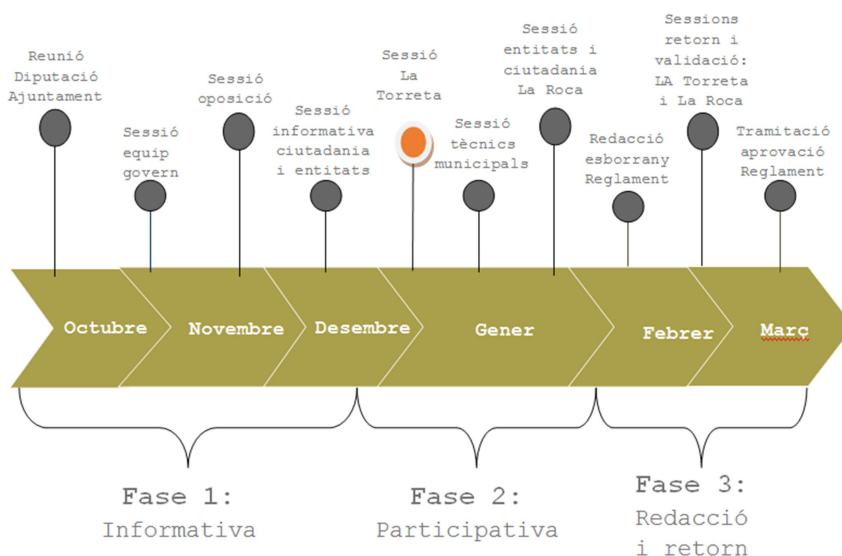 Reunió
Diputació
Ajuntament
Sessió
equip
govern
Sessió
oposició
Sessió
informativa
ciutadania
i entitats
Sessió
La
Torreta
Sessió
tècnics
municipals
Sessió
entitats i
ciutadania
La Roca
Redacció
esborrany
Reglament
Sessions
retorn i
validació:
LA Torreta
i La Roca
Tramitació
aprovació
Reglament
Octubre
Novembre
Desembre
Gener
Febrer
Març
Fase 1:
Informativa
Fase 2:
Participativa
Fase 3:
Redacció
i retorn